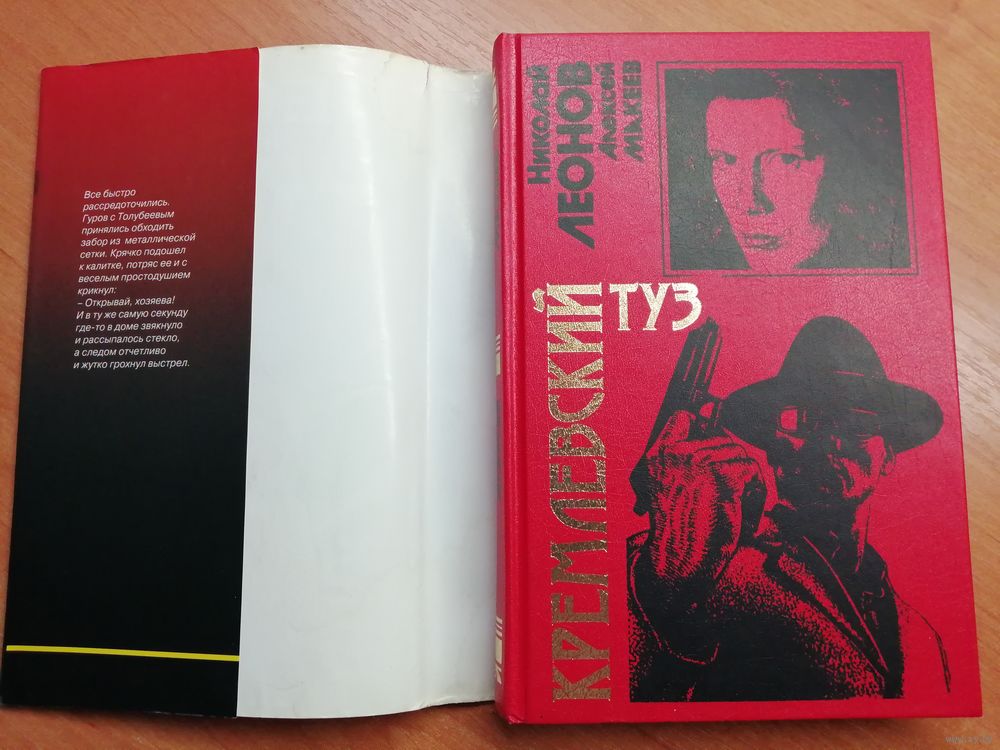 Все быстро
рассредоточились.
Гуров с Толубеевым
принялись обходить
забор из металлической
сетки. Крячко подошел
к калитке, потряс ее и с
веселым простодушием
крикнул:
– Открывай, хозяева!
И в ту же самую секунду
где-то в доме звякнуло
и рассыпалось стекло,
а следом отчетливо
и жутко грохнул выстрел.
Николай
ЛЕОНОВ
Алексей
МАКЕЕВ
КРЕМЛЕВСКИЙ
ТУЗ